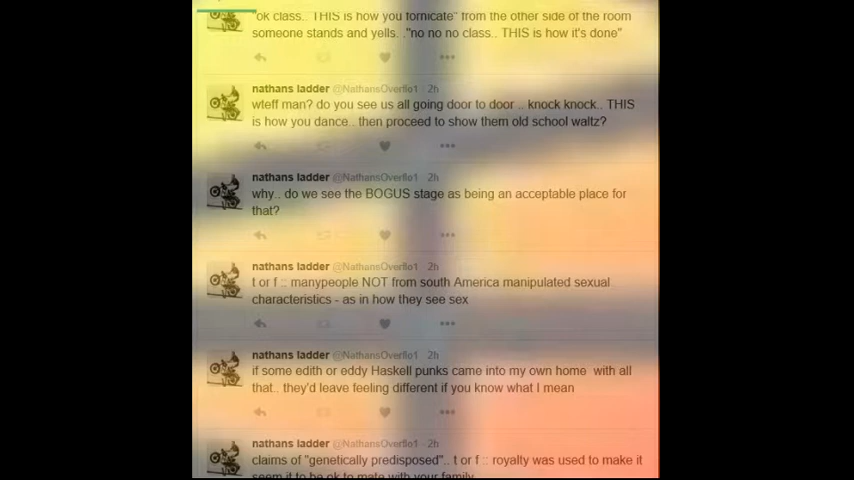 "ok class.. THIS is how you fornicate" from the other side of the room
someone stands and yells. ."no no no class.. THIS is how it's done"
nathans ladder @NathansOverflo1 · 2h
wteff man? do you see us all going door to door .. knock knock.. THIS
is how you dance.. then proceed to show them old school waltz?
nathans ladder @NathansOverflo1 · 2h
why.. do we see the BOGUS stage as being an acceptable place for
that?
nathans ladder @NathansOverflo1 · 2h
t or f :: manypeople NOT from south America manipulated sexual
characteristics - as in how they see sex
nathans ladder @NathansOverflo1 · 2h
if some edith or eddy Haskell punks came into my own home with all
that.. they'd leave feeling different if you know what I mean
nathans ladder @NathansOverflo1 · 2h
claims of "genetically predisposed".. t or f :: royalty was used to make it
seem it to be ok to mate with your family